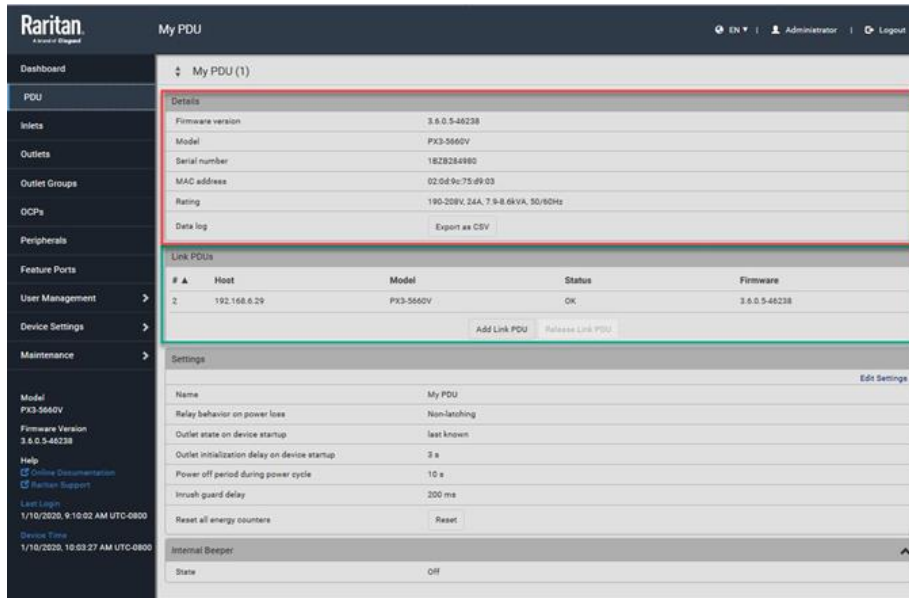 Raritan.
A brand of legrand
My PDU
EN
Administrator
Logout
Dashboard
PDU
Inlets
Outlets
Outlet Groups
OCPs
Peripherals
Feature Ports
User Management
Device Settings
Maintenance
Model
PX3-5660V
Firmware Version
3.6.0.5-46238
Help
Online Documentation
Raritan Support
Last Login
1/10/2020, 9:10:02 AM UTC-0800
Device Time
1/10/2020, 10:03:27 AM UTC-0800
My PDU (1)
Details
Firmware version 3.6.0.5-46238
Model PX3-5660V
Serial number 1BZB284980
MAC address 02:0d:9c:75:d9:03
Rating 190-208V, 24A, 7.9-8.6kVA, 50/60Hz
Data log Export as CSV
Link PDUs
# Host Model Status Firmware
2 192.168.6.29 PX3-5660V OK 3.6.0.5-46238
Add Link PDU Release Link PDU
Settings
Edit Settings
Name My PDU
Relay behavior on power loss Non-latching
Outlet state on device startup last known
Outlet initialization delay on device startup 3 s
Power off period during power cycle 10 s
Inrush guard delay 200 ms
Reset all energy counters Reset
Internal Beeper
State Off